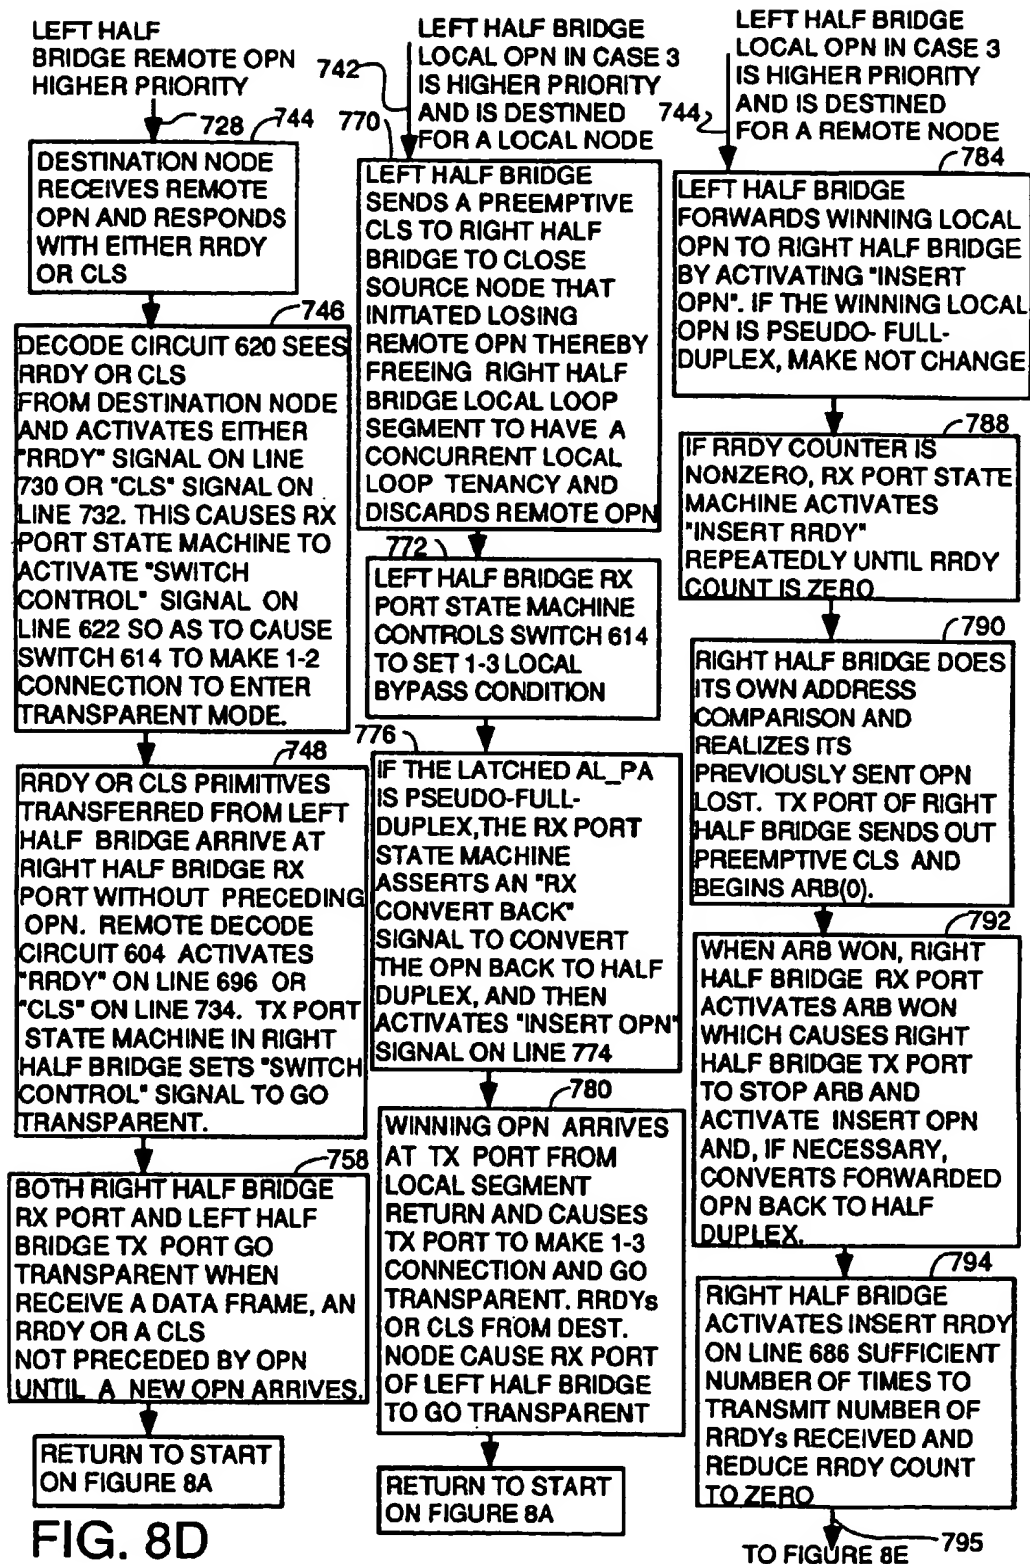 LEFT HALF
BRIDGE REMOTE OPN
HIGHER PRIORITY
728
744
DESTINATION NODE
RECEIVES REMOTE
OPN AND RESPONDS
WITH EITHER RRDY
OR CLS
746
DECODE CIRCUIT 620 SEES
RRDY OR CLS
FROM DESTINATION NODE
AND ACTIVATES EITHER
"RRDY" SIGNAL ON LINE
730 OR "CLS" SIGNAL ON
LINE 732. THIS CAUSES RX
PORT STATE MACHINE TO
ACTIVATE "SWITCH
CONTROL" SIGNAL ON
LINE 622 SO AS TO CAUSE
SWITCH 614 TO MAKE 1-2
CONNECTION TO ENTER
TRANSPARENT MODE.
748
RRDY OR CLS PRIMITIVES
TRANSFERRED FROM LEFT
HALF BRIDGE ARRIVE AT
RIGHT HALF BRIDGE RX
PORT WITHOUT PRECEDING
OPN. REMOTE DECODE
CIRCUIT 604 ACTIVATES
"RRDY" ON LINE 696 OR
"CLS" ON LINE 734. TX PORT
STATE MACHINE IN RIGHT
HALF BRIDGE SETS "SWITCH
CONTROL" SIGNAL TO GO
TRANSPARENT.
758
BOTH RIGHT HALF BRIDGE
RX PORT AND LEFT HALF
BRIDGE TX PORT GO
TRANSPARENT WHEN
RECEIVE A DATA FRAME, AN
RRDY OR A CLS
NOT PRECEDED BY OPN
UNTIL A NEW OPN ARRIVES.
RETURN TO START
ON FIGURE 8A
LEFT HALF BRIDGE
LOCAL OPN IN CASE 3
IS HIGHER PRIORITY
AND IS DESTINED
FOR A LOCAL NODE
742
770
LEFT HALF BRIDGE
SENDS A PREEMPTIVE
CLS TO RIGHT HALF
BRIDGE TO CLOSE
SOURCE NODE THAT
INITIATED LOSING
REMOTE OPN THEREBY
FREEING RIGHT HALF
BRIDGE LOCAL LOOP
SEGMENT TO HAVE A
CONCURRENT LOCAL
LOOP TENANCY AND
DISCARDS REMOTE OPN
772
LEFT HALF BRIDGE RX
PORT STATE MACHINE
CONTROLS SWITCH 614
TO SET 1-3 LOCAL
BYPASS CONDITION
776
IF THE LATCHED AL_PA
IS PSEUDO-FULL-
DUPLEX,THE RX PORT
STATE MACHINE
ASSERTS AN "RX
CONVERT BACK"
SIGNAL TO CONVERT
THE OPN BACK TO HALF
DUPLEX, AND THEN
ACTIVATES "INSERT OPN"
SIGNAL ON LINE 774
780
WINNING OPN ARRIVES
AT TX PORT FROM
LOCAL SEGMENT
RETURN AND CAUSES
TX PORT TO MAKE 1-3
CONNECTION AND GO
TRANSPARENT. RRDYs
OR CLS FROM DEST.
NODE CAUSE RX PORT
OF LEFT HALF BRIDGE
TO GO TRANSPARENT
RETURN TO START
ON FIGURE 8A
LEFT HALF BRIDGE
LOCAL OPN IN CASE 3
IS HIGHER PRIORITY
AND IS DESTINED
FOR A REMOTE NODE
744
784
LEFT HALF BRIDGE
FORWARDS WINNING LOCAL
OPN TO RIGHT HALF BRIDGE
BY ACTIVATING "INSERT
OPN". IF THE WINNING LOCAL
OPN IS PSEUDO- FULL-
DUPLEX, MAKE NOT CHANGE
788
IF RRDY COUNTER IS
NONZERO, RX PORT STATE
MACHINE ACTIVATES
"INSERT RRDY"
REPEATEDLY UNTIL RRDY
COUNT IS ZERO
790
RIGHT HALF BRIDGE DOES
ITS OWN ADDRESS
COMPARISON AND
REALIZES ITS
PREVIOUSLY SENT OPN
LOST. TX PORT OF RIGHT
HALF BRIDGE SENDS OUT
PREEMPTIVE CLS AND
BEGINS ARB(0).
792
WHEN ARB WON, RIGHT
HALF BRIDGE RX PORT
ACTIVATES ARB WON
WHICH CAUSES RIGHT
HALF BRIDGE TX PORT
TO STOP ARB AND
ACTIVATE INSERT OPN
AND, IF NECESSARY,
CONVERTS FORWARDED
OPN BACK TO HALF
DUPLEX.
794
RIGHT HALF BRIDGE
ACTIVATES INSERT RRDY
ON LINE 686 SUFFICIENT
NUMBER OF TIMES TO
TRANSMIT NUMBER OF
RRDYs RECEIVED AND
REDUCE RRDY COUNT
TO ZERO
795
TO FIGURE 8E
FIG. 8D